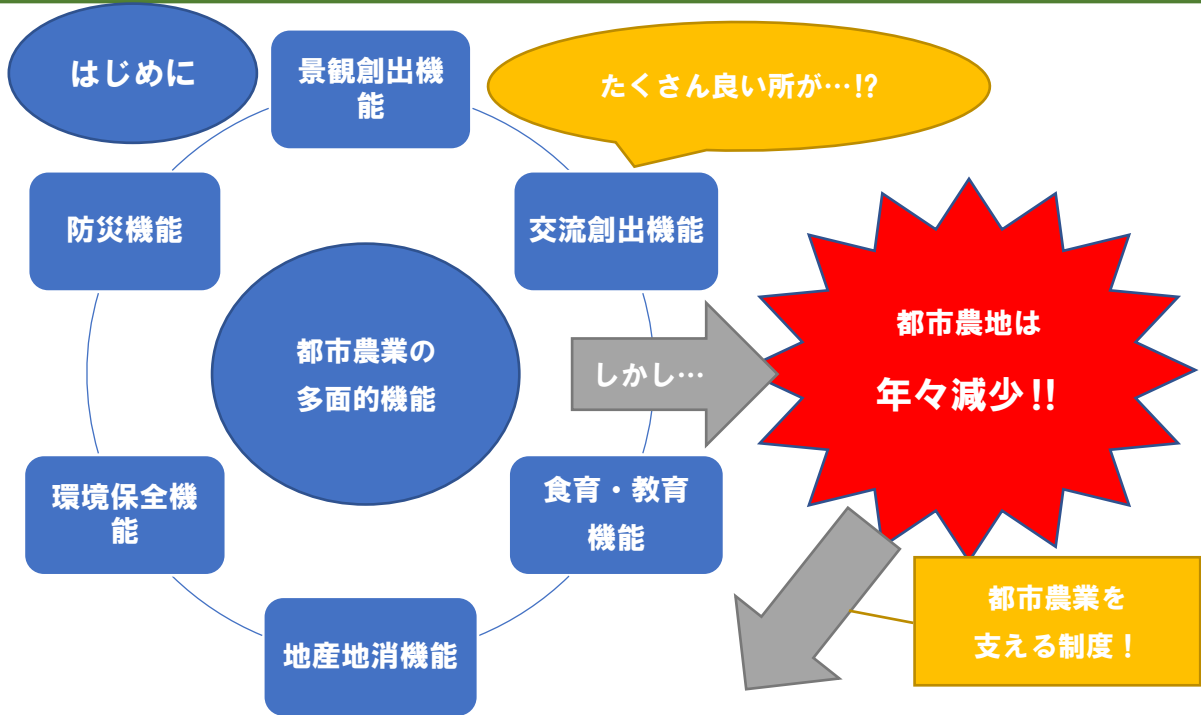 はじめに
景観創出機
能
たくさん良い所が…!?
防災機能
交流創出機能
都市農業の
多面的機能
しかし…
都市農地は
年々減少!!
環境保全機
能
食育・教育
機能
地産地消機能
都市農業を
支える制度！